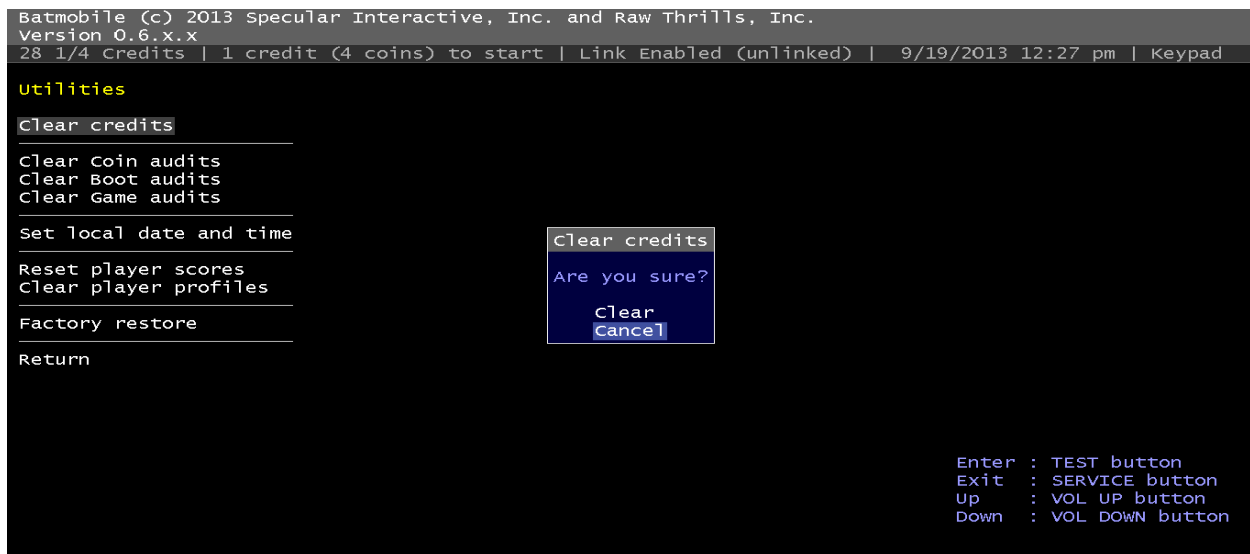 Batmobile (c) 2013 Specular Interactive, Inc. and Raw Thrills, Inc.
Version 0.6.x.x
28 1/4 Credits | 1 credit (4 coins) to start | Link Enabled (unlinked) | 9/19/2013 12:27 pm | Keypad
Utilities
Clear credits
Clear Coin audits
Clear Boot audits
Clear Game audits
Set local date and time
Reset player scores
Clear player profiles
Factory restore
Return
Clear credits
Are you sure?
Clear
Cancel
Enter : TEST button
Exit : SERVICE button
Up : VOL UP button
Down : VOL DOWN button